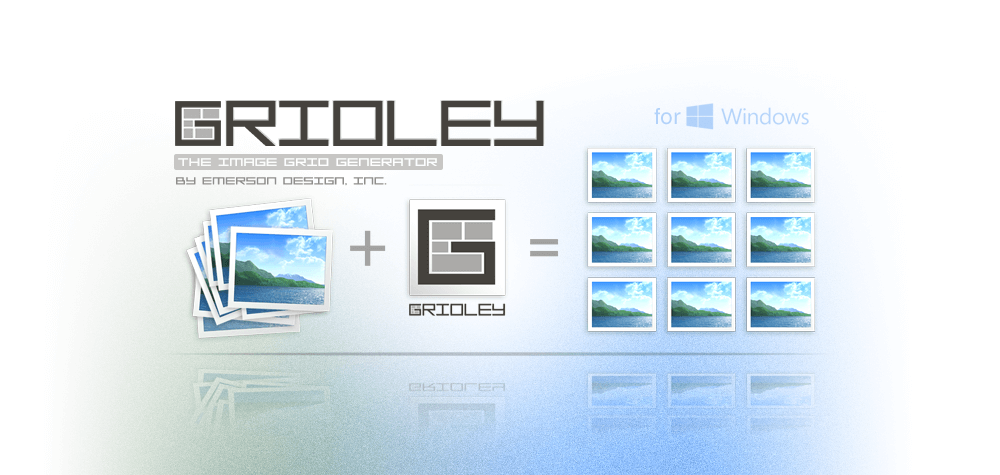 GRIDLEY
THE IMAGE GRID GENERATOR
BY EMERSON DESIGN, INC.
for Windows
GRIDLEY